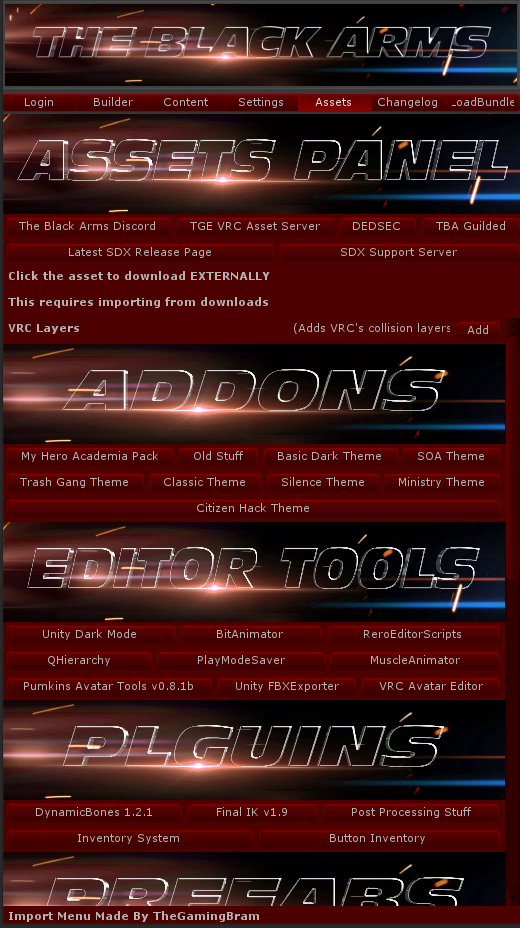 THE BLACK ARMS
Login Builder Content Settings Assets Changelog LoadBundle
ASSETS PANEL
The Black Arms Discord TGE VRC Asset Server DEDSEC TBA Guilded
Latest SDX Release Page SDX Support Server
Click the asset to download EXTERNALLY
This requires importing from downloads
VRC Layers (Adds VRC's collision layers Add
ADDONS
My Hero Academia Pack Old Stuff Basic Dark Theme SOA Theme
Trash Gang Theme Classic Theme Silence Theme Ministry Theme
Citizen Hack Theme
EDITOR TOOLS
Unity Dark Mode BitAnimator ReroEditorScripts
QHierarchy PlayModeSaver MuscleAnimator
Pumkins Avatar Tools v0.8.1b Unity FBXExporter VRC Avatar Editor
PLGUINS
DynamicBones 1.2.1 Final IK v1.9 Post Processing Stuff
Inventory System Button Inventory
PREFABS
Import Menu Made By TheGamingBram